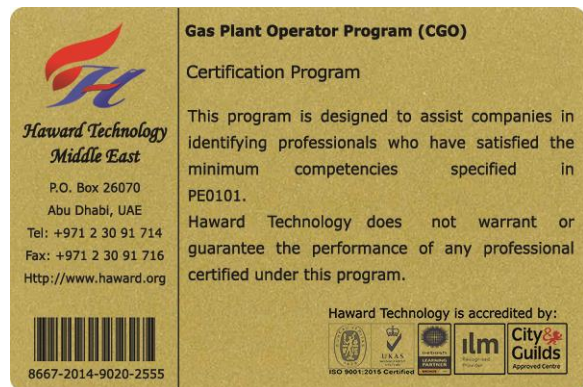 Haward Technology
Middle East
P.O. Box 26070
Abu Dhabi, UAE
Tel: +971 2 30 91 714
Fax: +971 2 30 91 716
Http://www.haward.org
8667-2014-9020-2555
Gas Plant Operator Program (CGO)
Certification Program
This program is designed to assist companies in
identifying professionals who have satisfied the
minimum competencies specified in
PE0101.
Haward Technology does not warrant or
guarantee the performance of any professional
certified under this program.
Haward Technology is accredited by:
UKAS
ISO 9001:2015 Certified
LEARNING
PARTNER
ilm
Recognised
Provider
City&
Guilds
Approved Centre